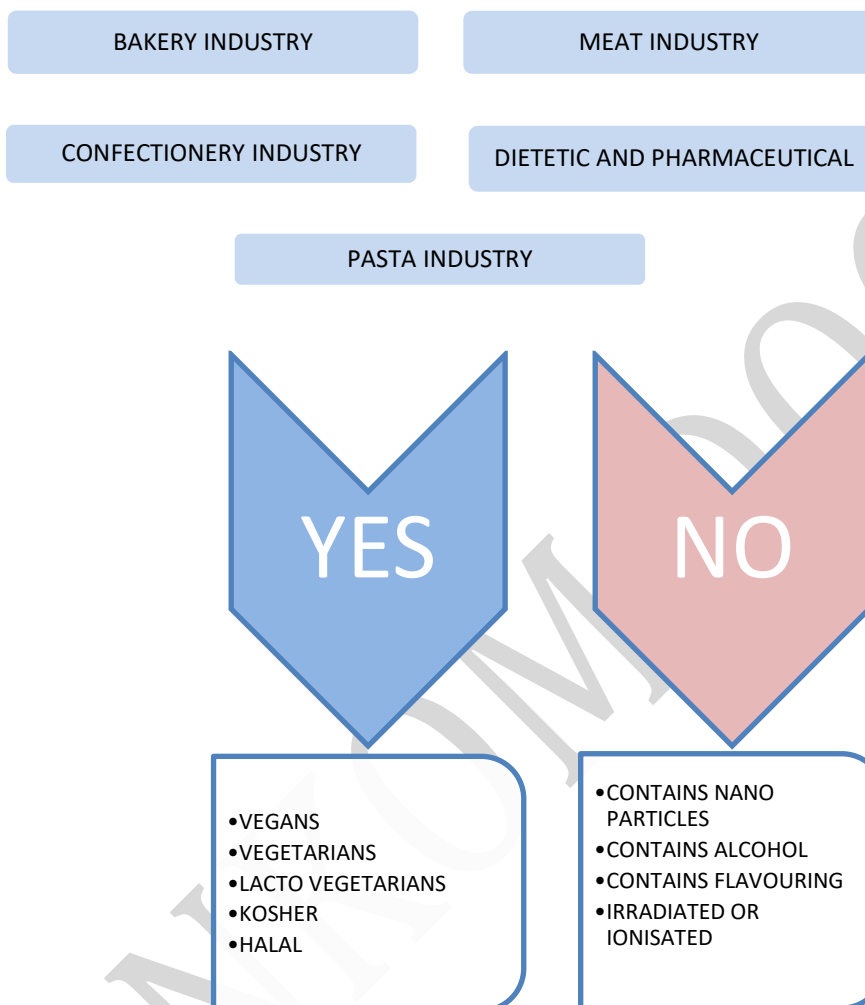 BAKERY INDUSTRY
MEAT INDUSTRY
CONFECTIONERY INDUSTRY
DIETETIC AND PHARMACEUTICAL
PASTA INDUSTRY
YES
NO
•VEGANS
•VEGETARIANS
•LACTO VEGETARIANS
•KOSHER
•HALAL
•CONTAINS NANO
PARTICLES
•CONTAINS ALCOHOL
•CONTAINS FLAVOURING
•IRRADIATED OR
IONISATED